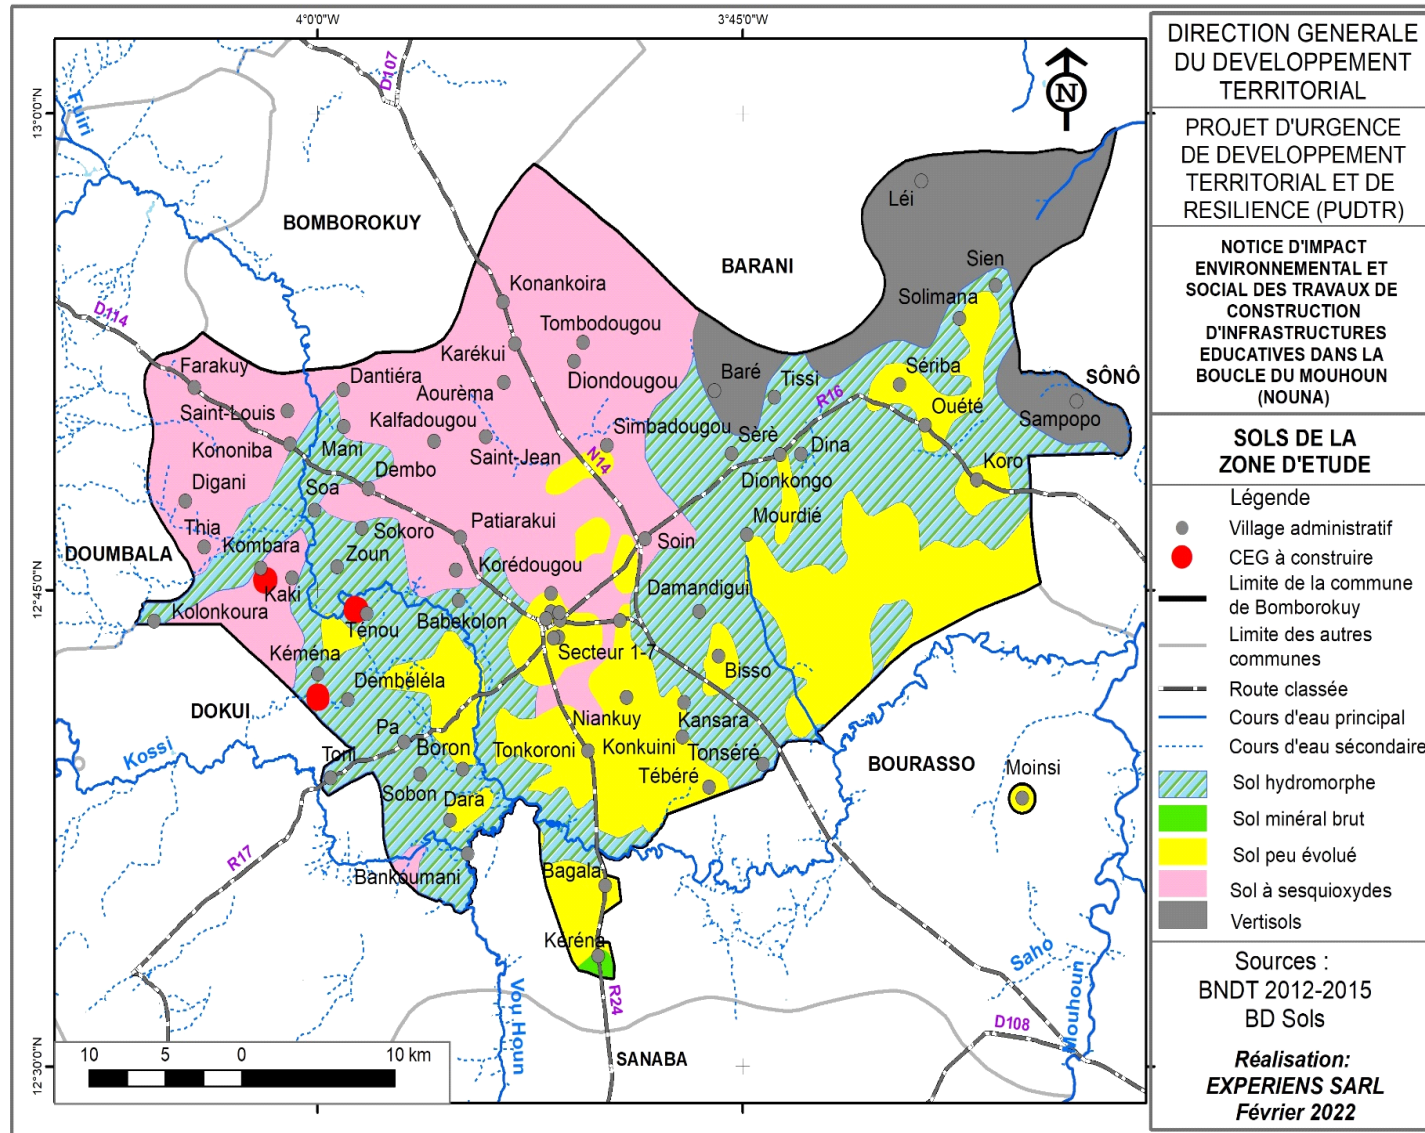 4°0'0"W
3°45'0"W
13°0'0"N
12°45'0"N
12°30'0"N
N
D107
Fuiri
BOMBOROKUY
BARANI
Léi
Sien
Solimana
Konankoira
D114
Tombodougou
Karékui
Farakuy
Dantiéra
Aourèma
Diondougou
Baré
Tissi
Sériba
SÔNÔ
R16
Saint-Louis
Kalfadougou
Simbadougou
Ouété
Sampopo
Kononiba
Mani
Saint-Jean
N14
Sèrè
Dina
Dembo
Digani
Soa
Dionkongo
Koro
Thia
Sokoro
Patiarakui
Mourdié
DOUMBALA
Kombara
Zoun
Soin
Korédougou
Kaki
Damandigui
Kolonkoura
Ténou
Babekolon
Kéména
Secteur 1-7
Bisso
Dembéléla
DOKUI
Niankuy
Kansara
Pa
Boron
Tonkoroni
Konkuini
Tonséré
Kossi
Toni
BOURASSO
Moinsi
Tébéré
Sobon
Dara
R17
Bankoumani
Bagala
Kéréna
Saho
Vou Houn
R24
Mouhoun
D108
SANABA
10
5
0
10 km
DIRECTION GENERALE
DU DEVELOPPEMENT
TERRITORIAL
PROJET D'URGENCE
DE DEVELOPPEMENT
TERRITORIAL ET DE
RESILIENCE (PUDTR)
NOTICE D'IMPACT
ENVIRONNEMENTAL ET
SOCIAL DES TRAVAUX DE
CONSTRUCTION
D'INFRASTRUCTURES
EDUCATIVES DANS LA
BOUCLE DU MOUHOUN
(NOUNA)
SOLS DE LA
ZONE D'ETUDE
Légende
Village administratif
CEG à construire
Limite de la commune
de Bomborokuy
Limite des autres
communes
Route classée
Cours d'eau principal
Cours d'eau sécondaire
Sol hydromorphe
Sol minéral brut
Sol peu évolué
Sol à sesquioxydes
Vertisols
Sources :
BNDT 2012-2015
BD Sols
Réalisation:
EXPERIENS SARL
Février 2022